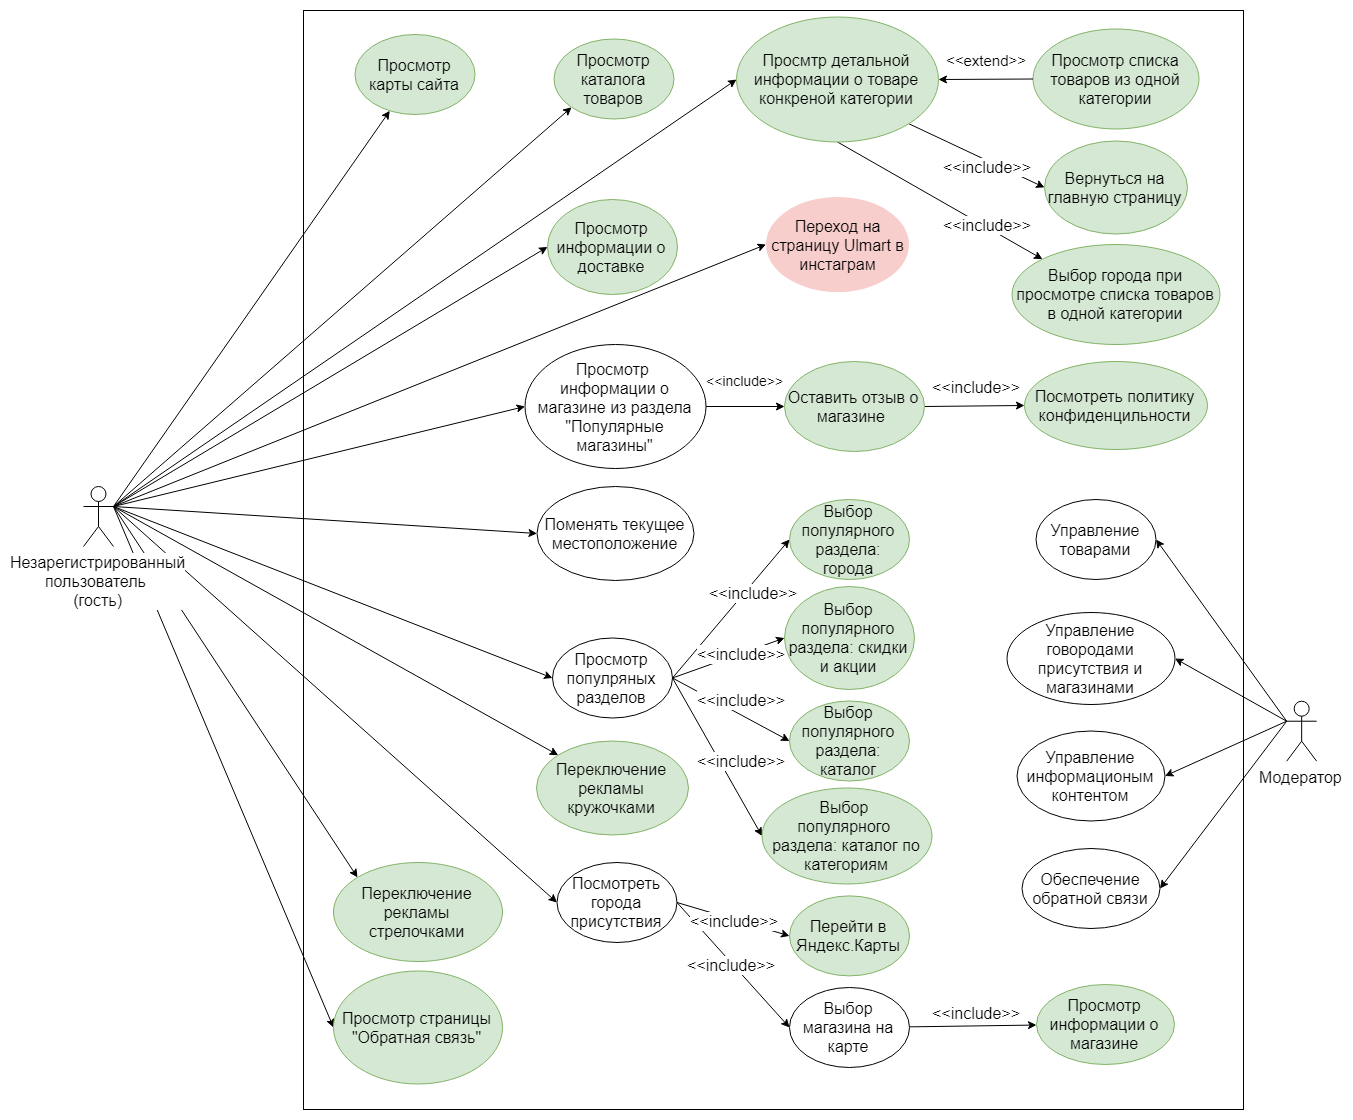 Просмотр
карты сайта
Просмотр
каталога
товаров
Просмтр детальной
информации о товаре
конкреной категории
<<extend>>
Просмотр списка
товаров из одной
категории
<<include>>
Вернуться на
главную страницу
<<include>>
Просмотр
информации о
доставке
Переход на
страницу Ulmart в
инстаграм
Выбор города при
просмотре списка товаров
в одной категории
Просмотр
информации о
магазине из раздела
"Популярные
магазины"
<<include>>
Оставить отзыв о
магазине
<<include>>
Посмотреть политику
конфиденцильности
Незарегистрированный
пользователь
(гость)
Поменять текущее
местоположение
Выбор
популярного
раздела:
города
<<include>>
Управление
товарами
Просмотр
популряных
разделов
<<include>>
Выбор
популярного
раздела: скидки
и акции
Управление
говородами
присутствия и
магазинами
<<include>>
Выбор
популярного
раздела:
каталог
<<include>>
Модератор
Переключение
рекламы
кружочками
Управление
информационым
контентом
Выбор
популярного
раздела: каталог по
категориям
Переключение
рекламы
стрелочками
Посмотреть
города
присутствия
<<include>>
Перейти в
Яндекс.Карты
Обеспечение
обратной связи
<<include>>
Просмотр страницы
"Обратная связь"
Выбор
магазина на
карте
<<include>>
Просмотр
информации о
магазине